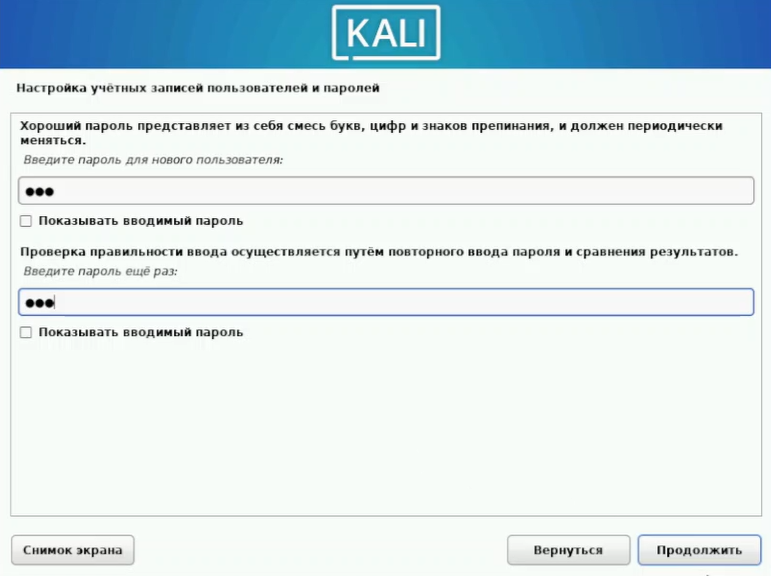 KALI
Настройка учётных записей пользователей и паролей
Хороший пароль представляет из себя смесь букв, цифр и знаков препинания, и должен периодически
меняться.
Введите пароль для нового пользователя:
●●●
Показывать вводимый пароль
Проверка правильности ввода осуществляется путём повторного ввода пароля и сравнения результатов.
Введите пароль ещё раз:
●●●
Показывать вводимый пароль
Снимок экрана
Вернуться
Продолжить